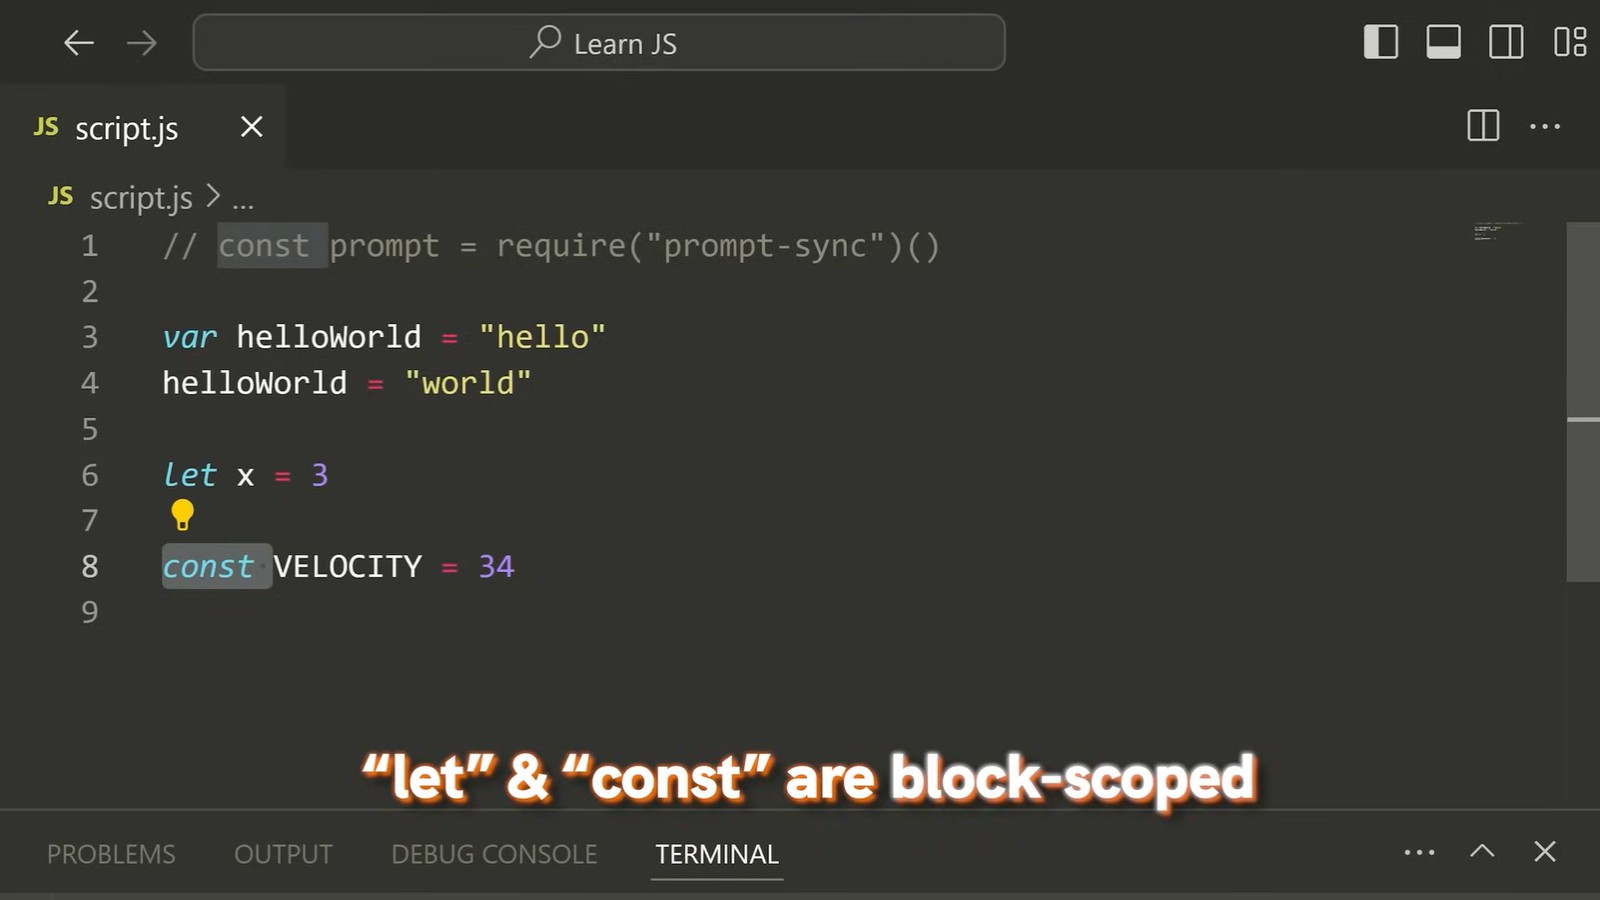 Learn JS
JS script.js
JS script.js > ...
1 // const prompt = require("prompt-sync")()
2
3 var helloWorld = "hello"
4 helloWorld = "world"
5
6 let x = 3
7
8 const VELOCITY = 34
9
“let” & “const” are block-scoped
PROBLEMS OUTPUT DEBUG CONSOLE TERMINAL